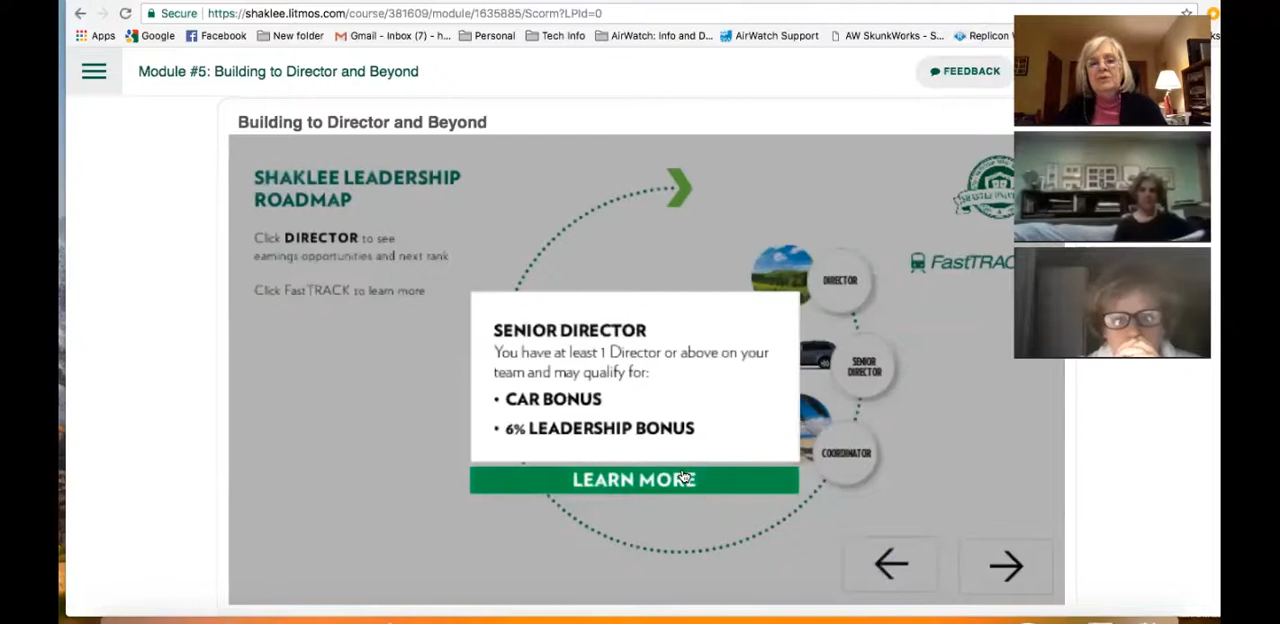 Secure
https://shaklee.litmos.com/course/381609/module/1635885/Scorm?LPId=0
Apps
Google
Facebook
New folder
Gmail - Inbox (7) - h...
Personal
Tech Info
AirWatch: Info and D...
AirWatch Support
AW SkunkWorks - S...
Replicon
Module #5: Building to Director and Beyond
FEEDBACK
Building to Director and Beyond
SHAKLEE LEADERSHIP
ROADMAP
Click DIRECTOR to see
earnings opportunities and next rank
Click FastTRACK to learn more
FastTRAC
DIRECTOR
SENIOR
DIRECTOR
COORDINATOR
SENIOR DIRECTOR
You have at least 1 Director or above on your
team and may qualify for:
• CAR BONUS
• 6% LEADERSHIP BONUS
LEARN MORE